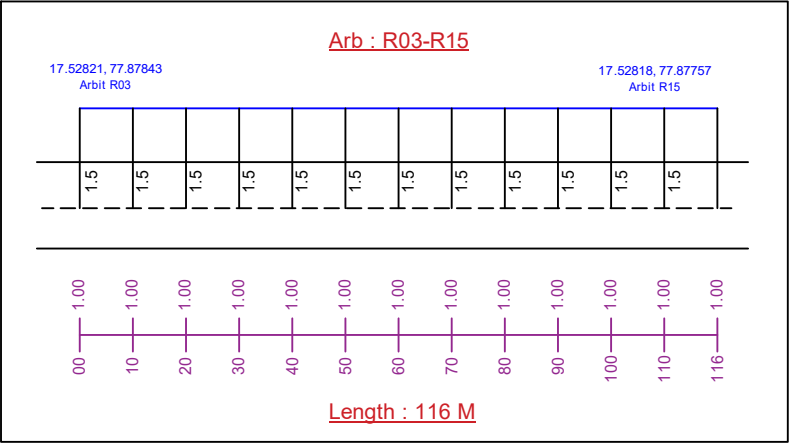 Arb : R03-R15
17.52821, 77.87843
Arbit R03
17.52818, 77.87757
Arbit R15
1.5 1.5 1.5 1.5 1.5 1.5 1.5 1.5 1.5 1.5 1.5 1.5
1.00 1.00 1.00 1.00 1.00 1.00 1.00 1.00 1.00 1.00 1.00 1.00 1.00
00 10 20 30 40 50 60 70 80 90 100 110 116
Length : 116 M